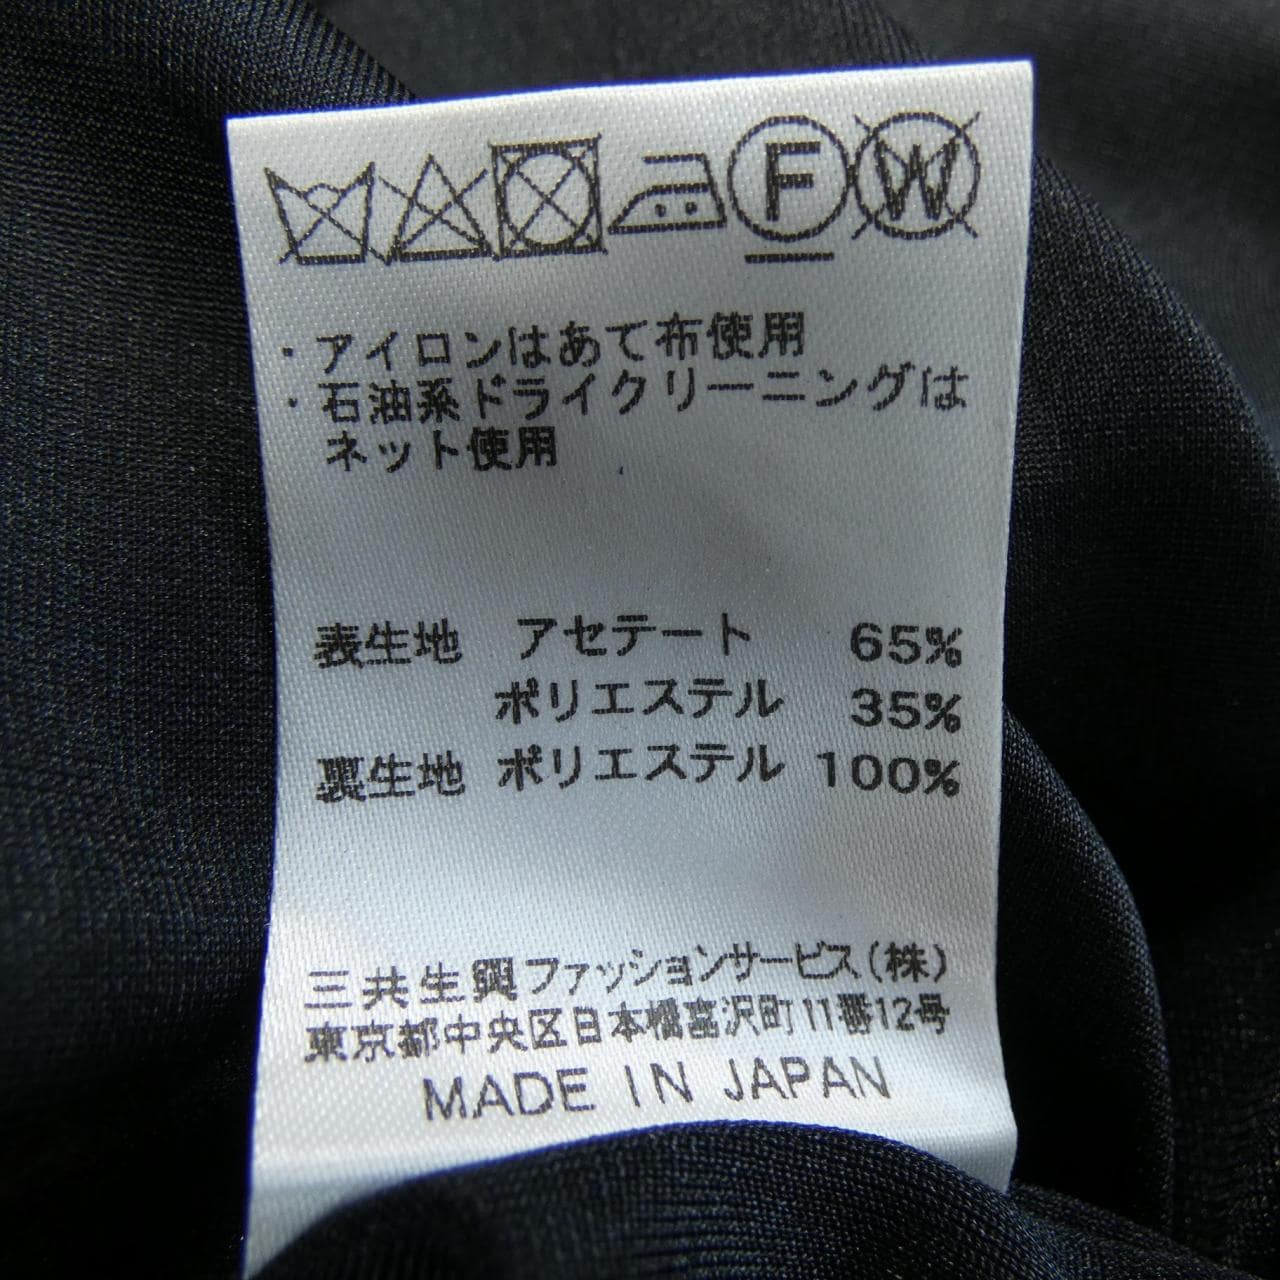 F W
・アイロンはあて布使用
・石油系ドライクリーニングは
ネット使用
表生地 アセテート 65%
ポリエステル 35%
裏生地 ポリエステル 100%
三共生興ファッションサービス(株)
東京都中央区日本橋富沢町11番12号
MADE IN JAPAN